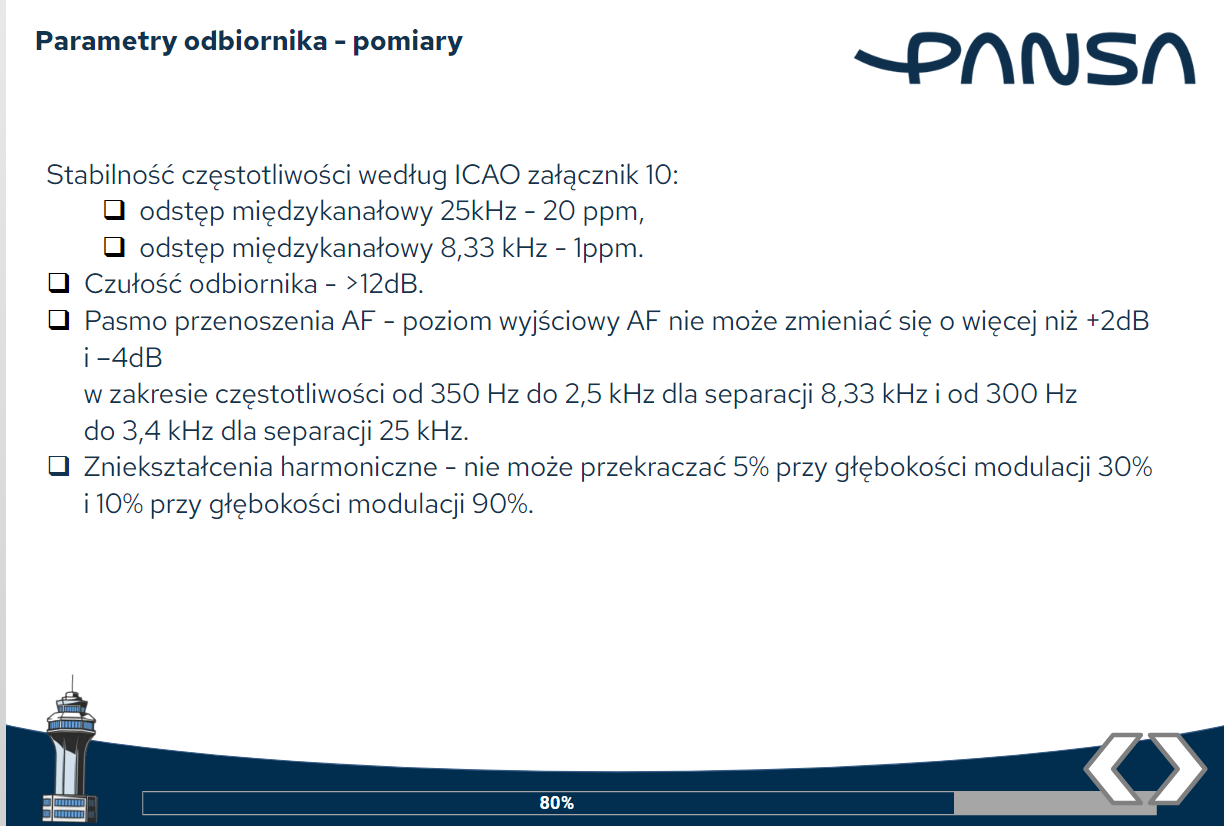 Parametry odbiornika - pomiary
PANSA
Stabilność częstotliwości według ICAO załącznik 10:
❑ odstęp międzykanałowy 25kHz - 20 ppm,
❑ odstęp międzykanałowy 8,33 kHz - 1ppm.
❑ Czułość odbiornika - >12dB.
❑ Pasmo przenoszenia AF - poziom wyjściowy AF nie może zmieniać się o więcej niż +2dB
i –4dB
w zakresie częstotliwości od 350 Hz do 2,5 kHz dla separacji 8,33 kHz i od 300 Hz
do 3,4 kHz dla separacji 25 kHz.
❑ Zniekształcenia harmoniczne - nie może przekraczać 5% przy głębokości modulacji 30%
i 10% przy głębokości modulacji 90%.
80%